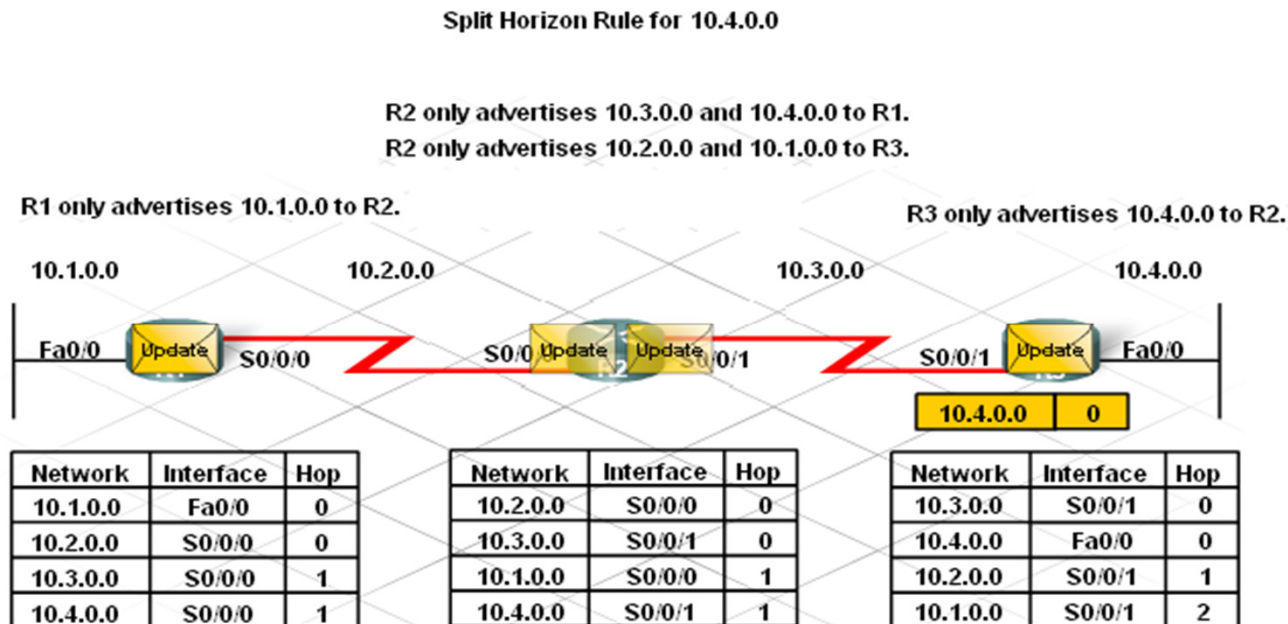 Split Horizon Rule for 10.4.0.0
R2 only advertises 10.3.0.0 and 10.4.0.0 to R1.
R2 only advertises 10.2.0.0 and 10.1.0.0 to R3.
R1 only advertises 10.1.0.0 to R2.
R3 only advertises 10.4.0.0 to R2.
10.1.0.0 10.2.0.0 10.3.0.0 10.4.0.0
Fa0/0 Update S0/0/0 Update Update Update S0/0/1 Fa0/0
R2
10.4.0.0 0
Network Interface Hop Network Interface Hop Network Interface Hop
10.1.0.0 Fa0/0 0 10.2.0.0 S0/0/0 0 10.3.0.0 S0/0/1 0
10.2.0.0 S0/0/0 0 10.3.0.0 S0/0/1 0 10.4.0.0 Fa0/0 0
10.3.0.0 S0/0/0 1 10.1.0.0 S0/0/0 1 10.2.0.0 S0/0/1 1
10.4.0.0 S0/0/0 1 10.4.0.0 S0/0/1 1 10.1.0.0 S0/0/1 2